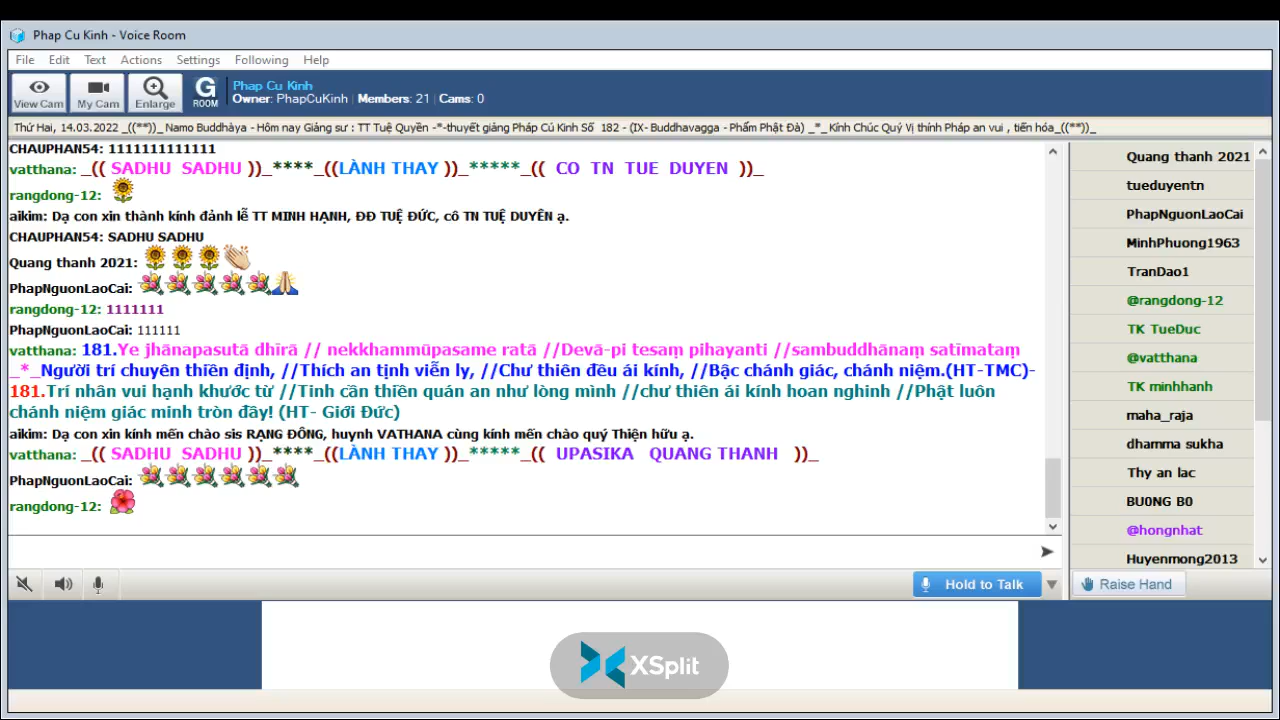 Phap Cu Kinh - Voice Room
File Edit Text Actions Settings Following Help
View Cam My Cam Enlarge G ROOM
Phap Cu Kinh
Owner: PhapCuKinh | Members: 21 | Cams: 0
Thứ Hai, 14.03.2022 _((**))_ Namo Buddhàya - Hôm nay Giảng sư : TT Tuệ Quyền -*-thuyết giảng Pháp Cú Kinh Số 182 - (IX- Buddhavagga - Phẩm Phật Đà) _*_ Kính Chúc Quý Vị thính Pháp an vui , tiến hóa_((**))_
CHAUPHAN54: 1111111111111
vatthana: _(( SADHU SADHU ))_****_((LÀNH THAY ))_*****_(( CO TN TUE DUYEN ))_
rangdong-12:
aikim: Dạ con xin thành kính đảnh lễ TT MINH HẠNH, ĐĐ TUỆ ĐỨC, cô TN TUỆ DUYÊN ạ.
CHAUPHAN54: SADHU SADHU
Quang thanh 2021:
PhapNguonLaoCai:
rangdong-12: 1111111
PhapNguonLaoCai: 111111
vatthana: 181.Ye jhānapasutā dhīrā // nekkhammūpasame ratā //Devā-pi tesaṃ pihayanti //sambuddhānaṃ satīmataṃ
_*_Người trí chuyên thiền định, //Thích an tịnh viễn ly, //Chư thiên đều ái kính, //Bậc chánh giác, chánh niệm.(HT-TMC)-
181.Trí nhân vui hạnh khước từ //Tinh cần thiền quán an như lòng mình //chư thiên ái kính hoan nghinh //Phật luôn
chánh niệm giác minh tròn đầy! (HT- Giới Đức)
aikim: Dạ con xin kính mến chào sis RẠNG ĐÔNG, huynh VATHANA cùng kính mến chào quý Thiện hữu ạ.
vatthana: _(( SADHU SADHU ))_****_((LÀNH THAY ))_*****_(( UPASIKA QUANG THANH ))_
PhapNguonLaoCai:
rangdong-12:
Quang thanh 2021
tueduyentn
PhapNguonLaoCai
MinhPhuong1963
TranDao1
@rangdong-12
TK TueDuc
@vatthana
TK minhhanh
maha_raja
dhamma sukha
Thy an lac
BU0NG B0
@hongnhat
Huyenmong2013
Hold to Talk
Raise Hand
XSplit